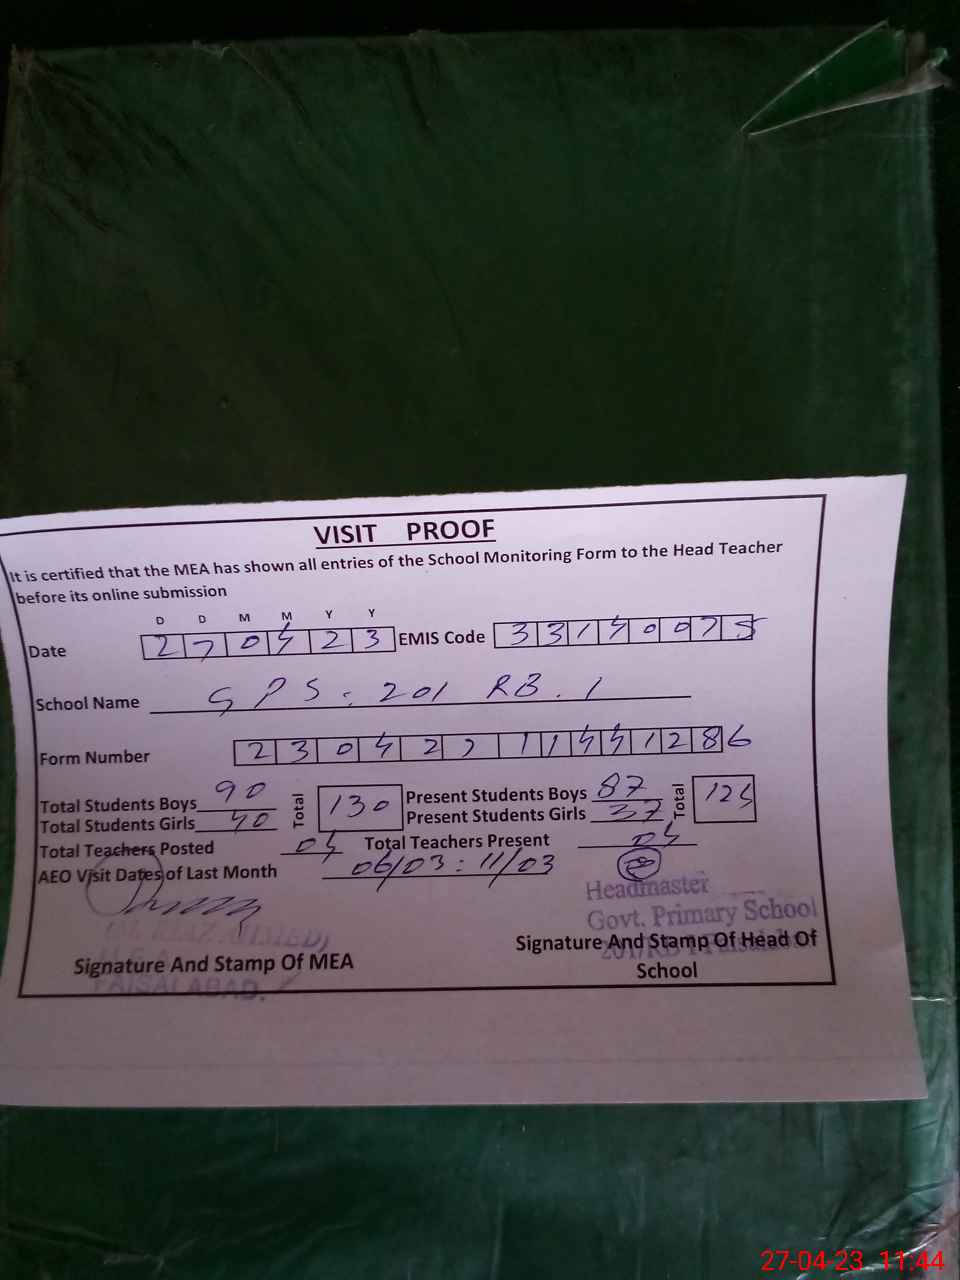 VISIT PROOF
It is certified that the MEA has shown all entries of the School Monitoring Form to the Head Teacher
before its online submission
D D M M Y Y
Date 2 7 0 4 2 3 EMIS Code 3 3 1 4 0 0 7 5
School Name GPS. 201 RB. 1
Form Number 2 3 0 4 2 7 1 1 4 4 1 2 8 6
Total Students Boys 90 Total 130 Present Students Boys 87 Total 124
Total Students Girls 40 Present Students Girls 37
Total Teachers Posted 04 Total Teachers Present 04
AEO Visit Dates of Last Month 06/03 : 11/03
Headmaster
Govt. Primary School
Signature And Stamp Of MEA
FAISALABAD.
Signature And Stamp Of Head Of
School
27-04-23 11:44